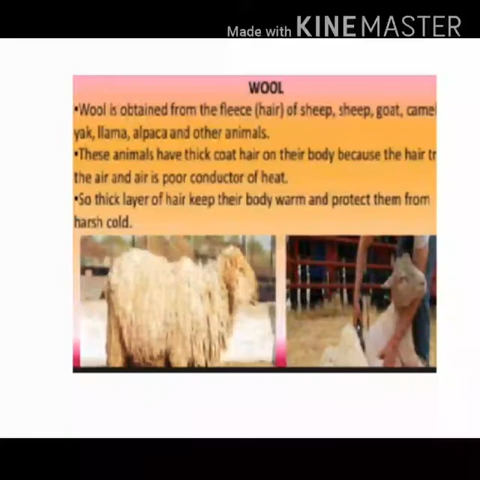 Made with KINEMASTER
WOOL
•Wool is obtained from the fleece (hair) of sheep, sheep, goat, camel
yak, llama, alpaca and other animals.
•These animals have thick coat hair on their body because the hair tr
the air and air is poor conductor of heat.
•So thick layer of hair keep their body warm and protect them from
harsh cold.